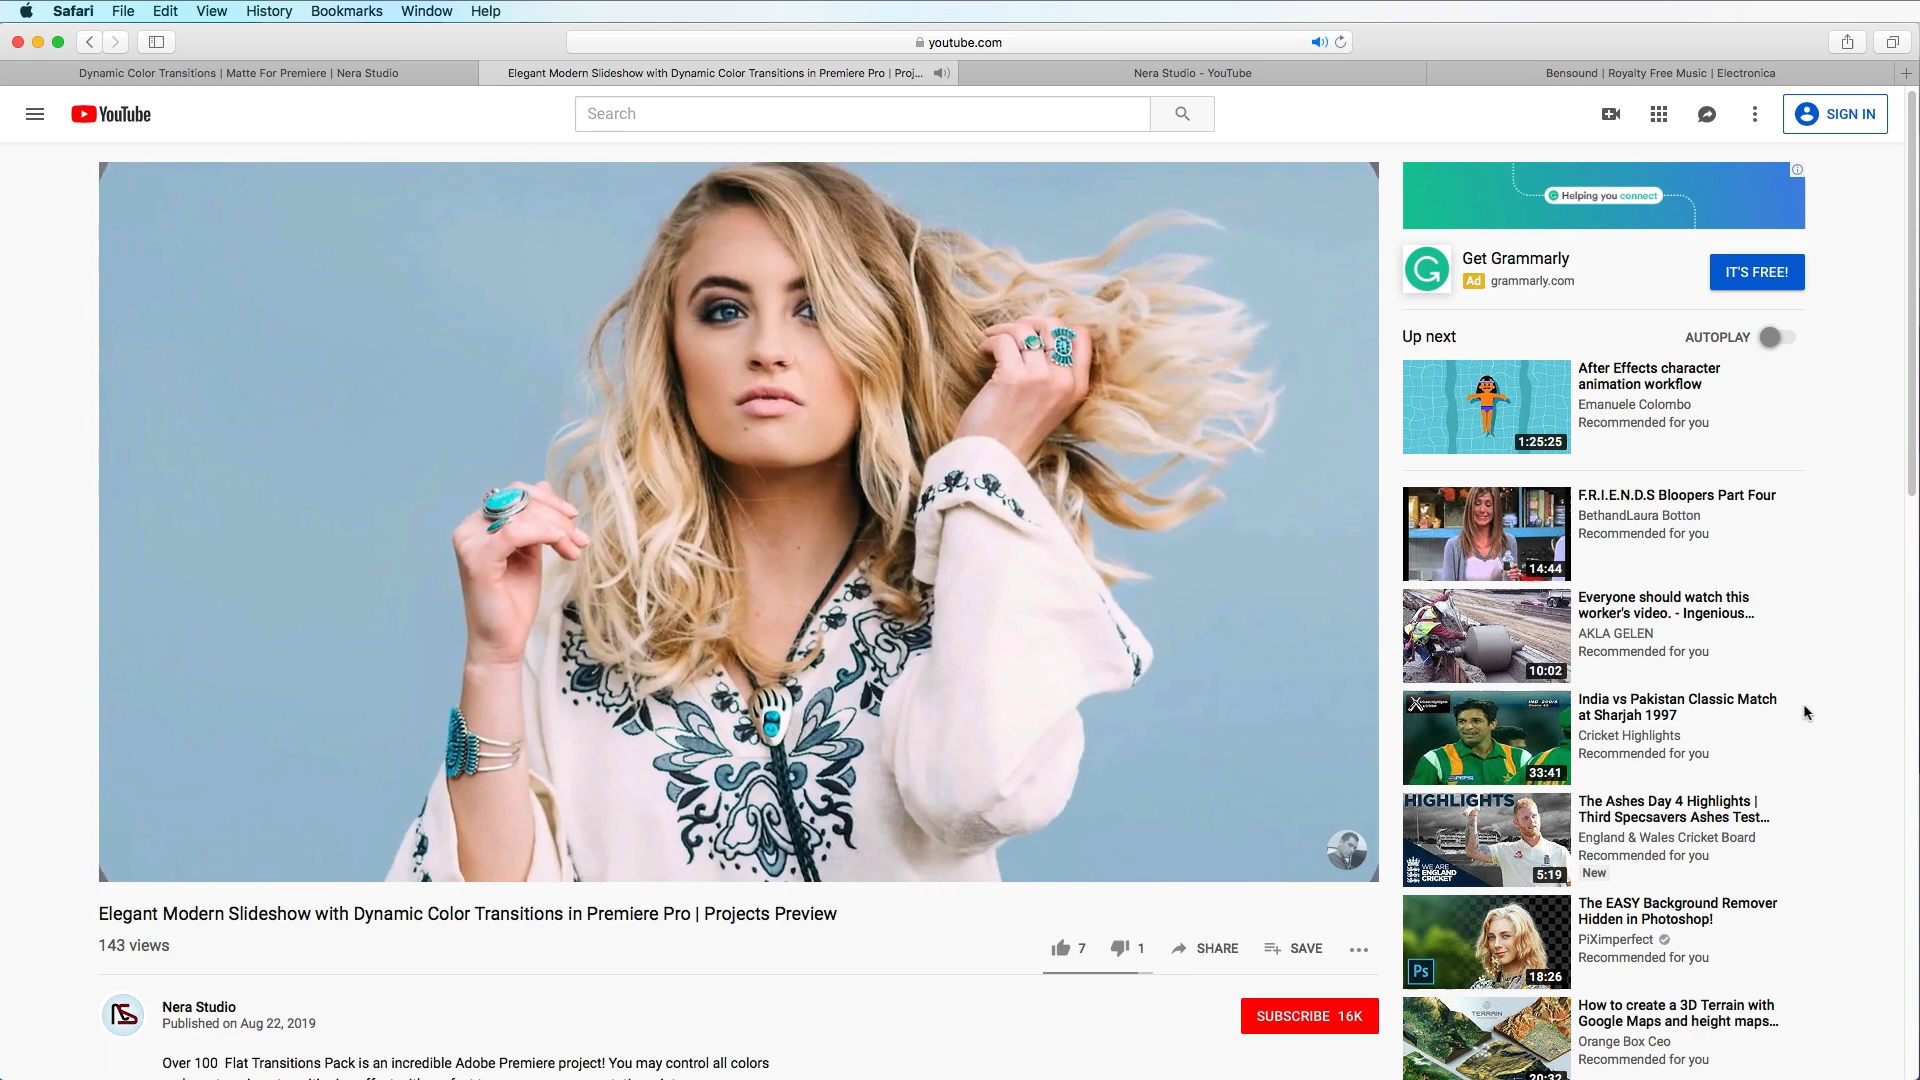 Safari File Edit View History Bookmarks Window Help
youtube.com
Dynamic Color Transitions | Matte For Premiere | Nera Studio
Elegant Modern Slideshow with Dynamic Color Transitions in Premiere Pro | Proj...
Nera Studio - YouTube
Bensound | Royalty Free Music | Electronica
YouTube
Search
SIGN IN
Helping you connect
Get Grammarly
Ad grammarly.com
IT'S FREE!
Up next
AUTOPLAY
After Effects character
animation workflow
Emanuele Colombo
Recommended for you
1:25:25
F.R.I.E.N.D.S Bloopers Part Four
BethandLaura Botton
Recommended for you
14:44
Everyone should watch this
worker's video. - Ingenious...
AKLA GELEN
Recommended for you
10:02
India vs Pakistan Classic Match
at Sharjah 1997
Cricket Highlights
Recommended for you
33:41
HIGHLIGHTS
WE ARE
ENGLAND
CRICKET
5:19
The Ashes Day 4 Highlights |
Third Specsavers Ashes Test...
England & Wales Cricket Board
Recommended for you
New
The EASY Background Remover
Hidden in Photoshop!
PiXimperfect
Recommended for you
Ps
18:26
How to create a 3D Terrain with
Google Maps and height maps...
Orange Box Ceo
Recommended for you
TERRAIN
20:32
Elegant Modern Slideshow with Dynamic Color Transitions in Premiere Pro | Projects Preview
143 views
7 1 SHARE SAVE
Nera Studio
Published on Aug 22, 2019
SUBSCRIBE 16K
Over 100 Flat Transitions Pack is an incredible Adobe Premiere project! You may control all colors